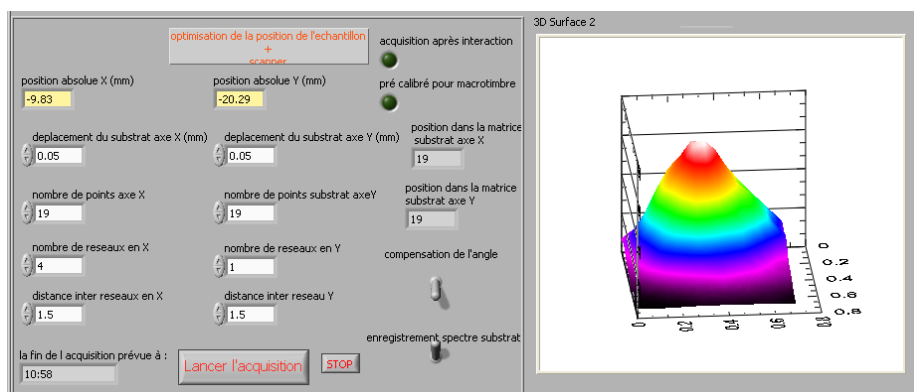 3D Surface 2
optimisation de la position de l'echantillon
+
scanner
acquisition après interaction
position absolue X (mm)
position absolue Y (mm)
pré calibré pour macrotimbre
-9.83
-20.29
deplacement du substrat axe X (mm)
deplacement du substrat axe Y (mm)
position dans la matrice
substrat axe X
0.05
0.05
19
nombre de points axe X
nombre de points substrat axeY
position dans la matrice
substrat axe Y
19
19
19
nombre de reseaux en X
nombre de reseaux en Y
compensation de l'angle
4
1
distance inter reseaux en X
distance inter reseau Y
1.5
1.5
enregistrement spectre substrat
la fin de l acquisition prévue à :
10:58
Lancer l'acquisition
STOP
0
0.2
0.4
0.6
0.8
0
0.2
0.4
0.6
0.8